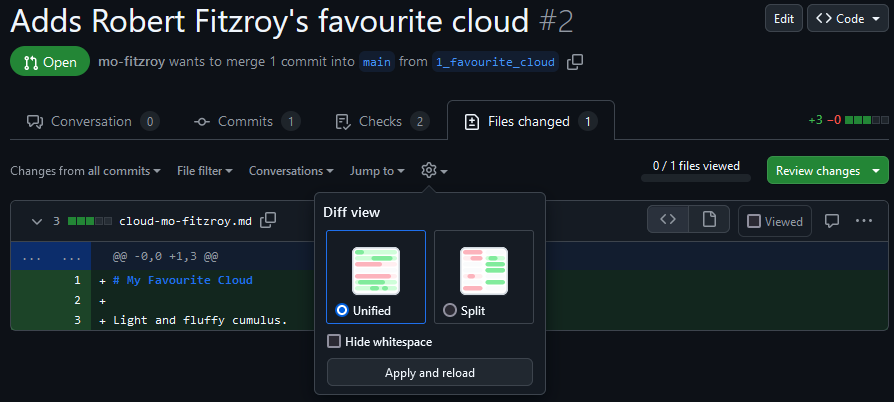 Adds Robert Fitzroy's favourite cloud #2
Edit
<> Code
Open
mo-fitzroy wants to merge 1 commit into main from 1_favourite_cloud
Conversation 0
Commits 1
Checks 2
Files changed 1
+3 −0
Changes from all commits
File filter
Conversations
Jump to
0 / 1 files viewed
Review changes
3 cloud-mo-fitzroy.md
Viewed
...
... ... @@ -0,0 +1,3 @@
1 + # My Favourite Cloud
2 +
3 + Light and fluffy cumulus.
Diff view
Unified
Split
Hide whitespace
Apply and reload